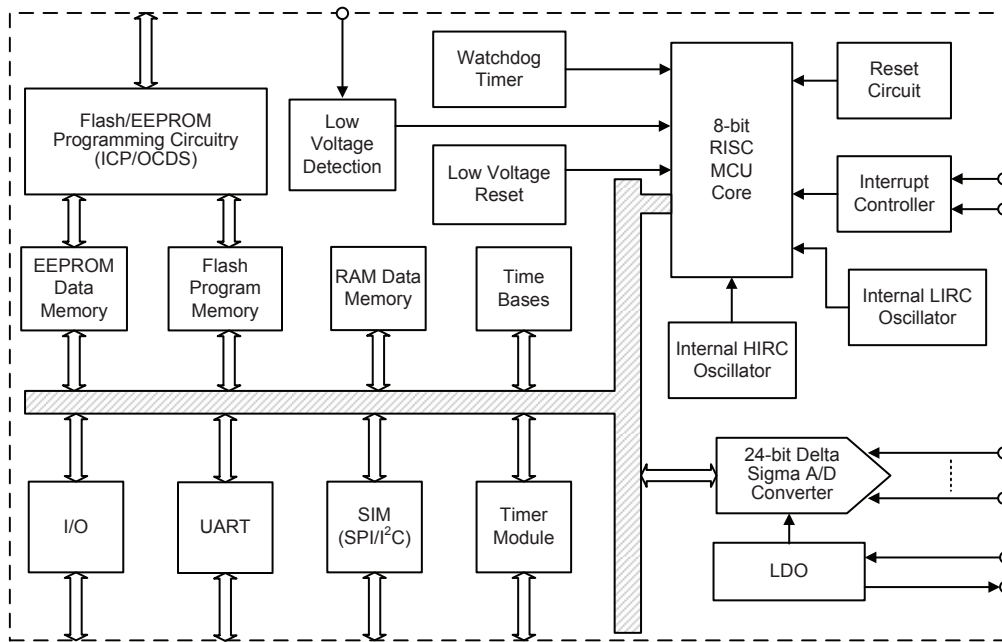 Flash/EEPROM
Programming Circuitry
(ICP/OCDS)
Low
Voltage
Detection
Watchdog
Timer
Low Voltage
Reset
8-bit
RISC
MCU
Core
Reset
Circuit
Interrupt
Controller
Internal LIRC
Oscillator
Internal HIRC
Oscillator
EEPROM
Data
Memory
Flash
Program
Memory
RAM Data
Memory
Time
Bases
24-bit Delta
Sigma A/D
Converter
LDO
I/O
UART
SIM
(SPI/I²C)
Timer
Module